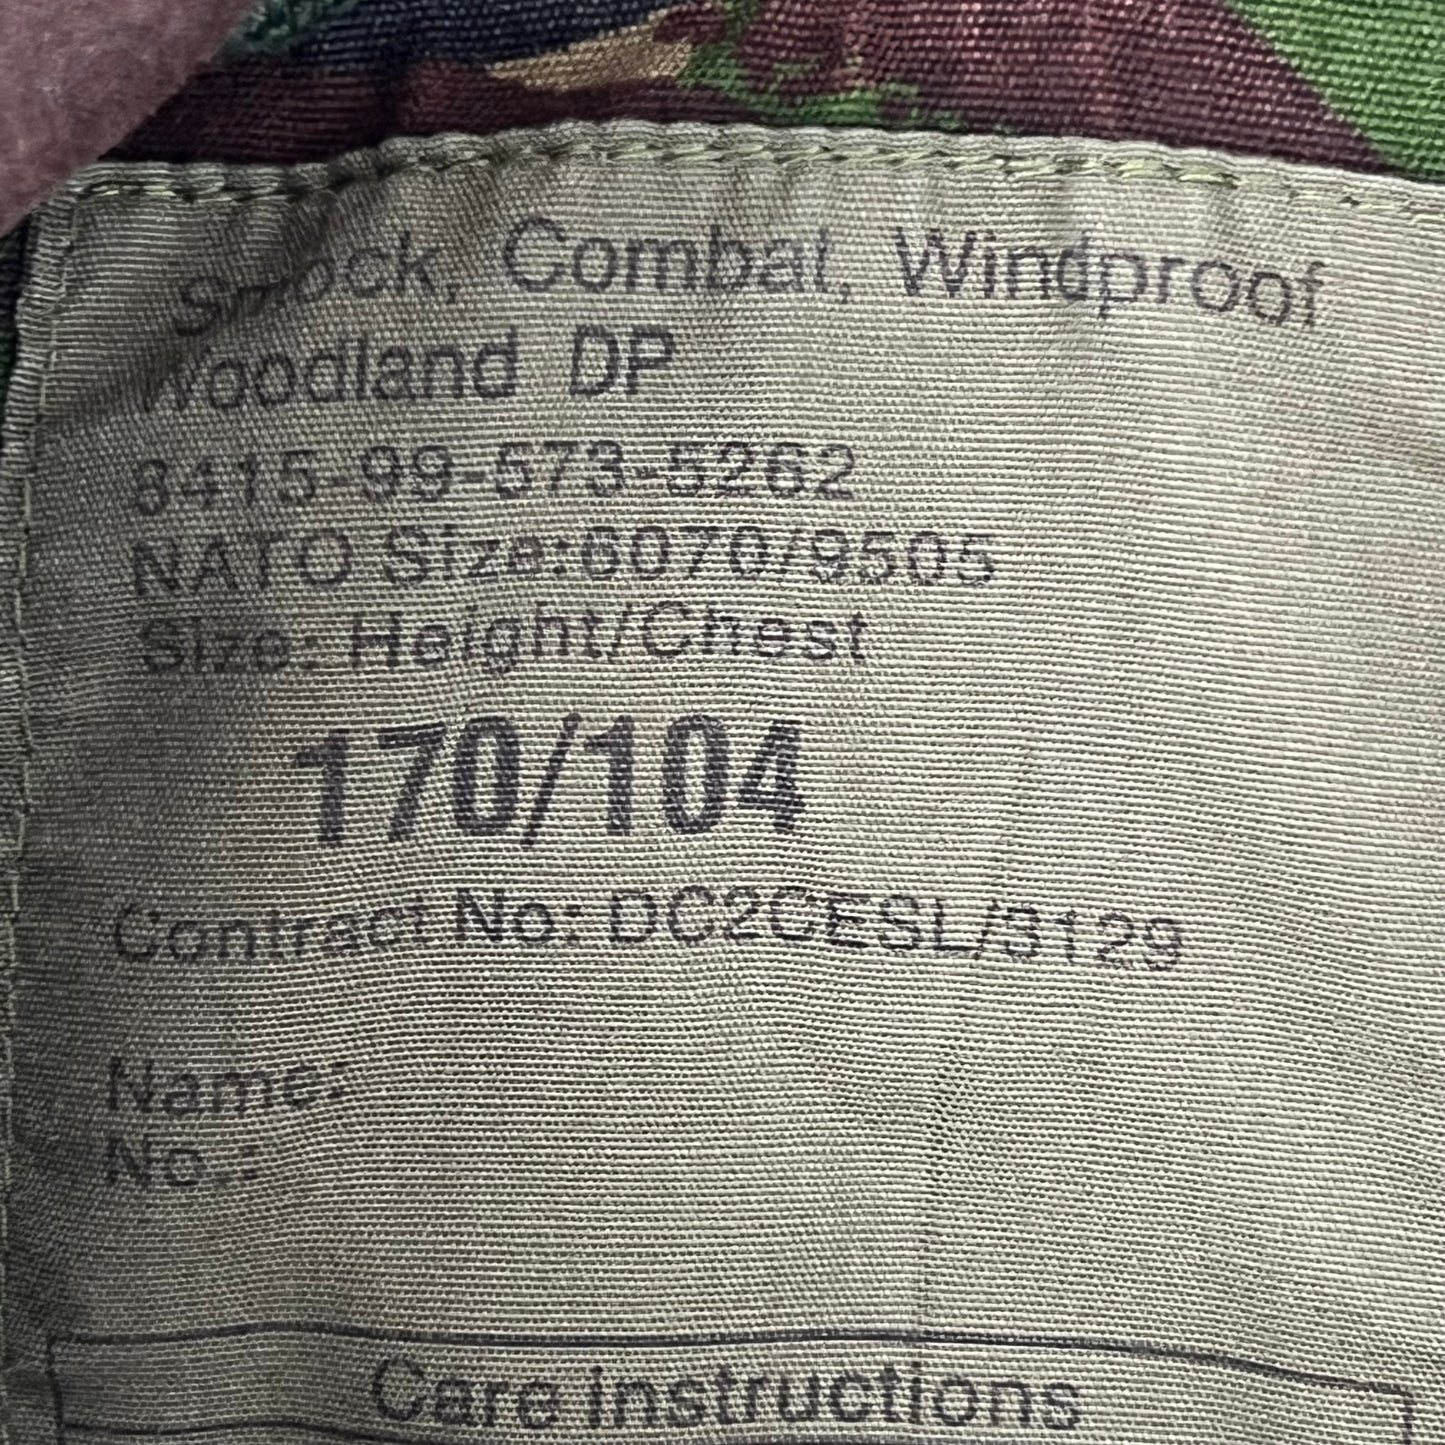 Smock, Combat, Windproof
Woodland DP
8415-99-573-5262
NATO Size:6070/9505
Size: Height/Chest
170/104
Contract No: DC2CESL/3129
Name:
No.:
Care instructions